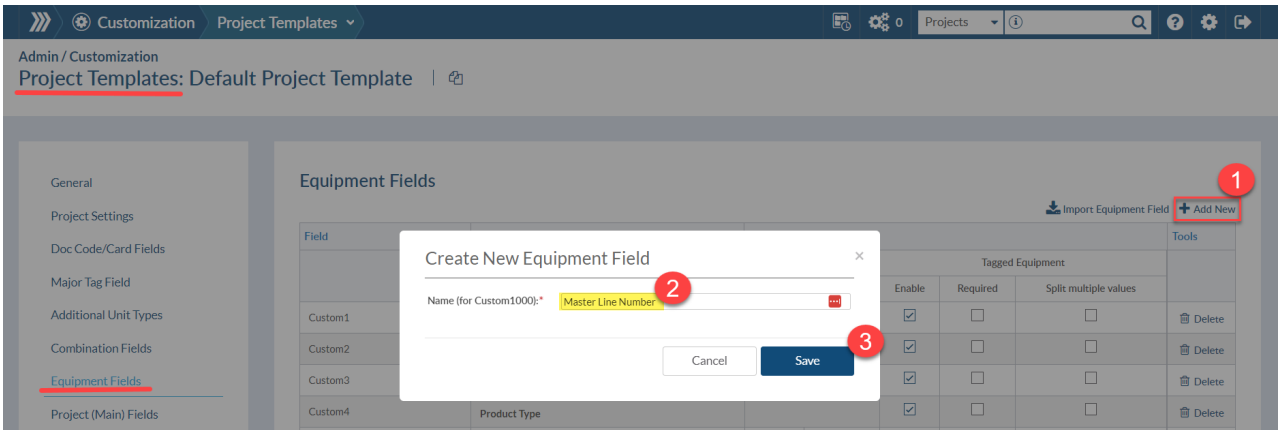 Customization Project Templates 0 Projects
Admin / Customization
Project Templates: Default Project Template
General
Project Settings
Doc Code/Card Fields
Major Tag Field
Additional Unit Types
Combination Fields
Equipment Fields
Project (Main) Fields
Equipment Fields
1
Import Equipment Field + Add New
Field Tools
Tagged Equipment
Enable Required Split multiple values
Custom1 Delete
Custom2 Delete
Custom3 Delete
Custom4 Product Type Delete
Create New Equipment Field ×
2
Name (for Custom1000):* Master Line Number
3
Cancel Save